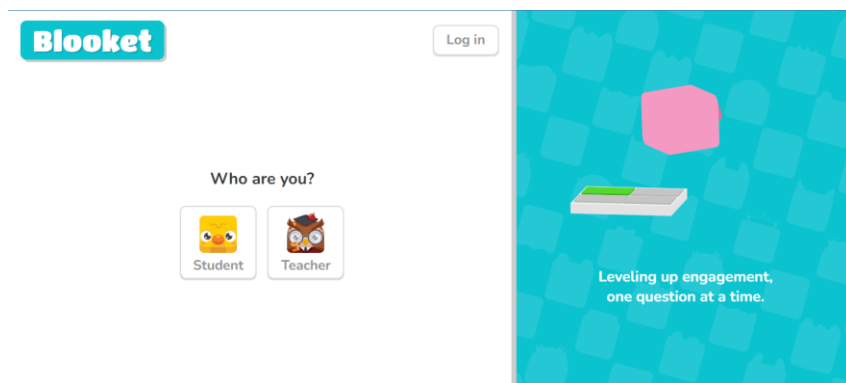 Blooket
Log in
Who are you?
Student
Teacher
Leveling up engagement,
one question at a time.